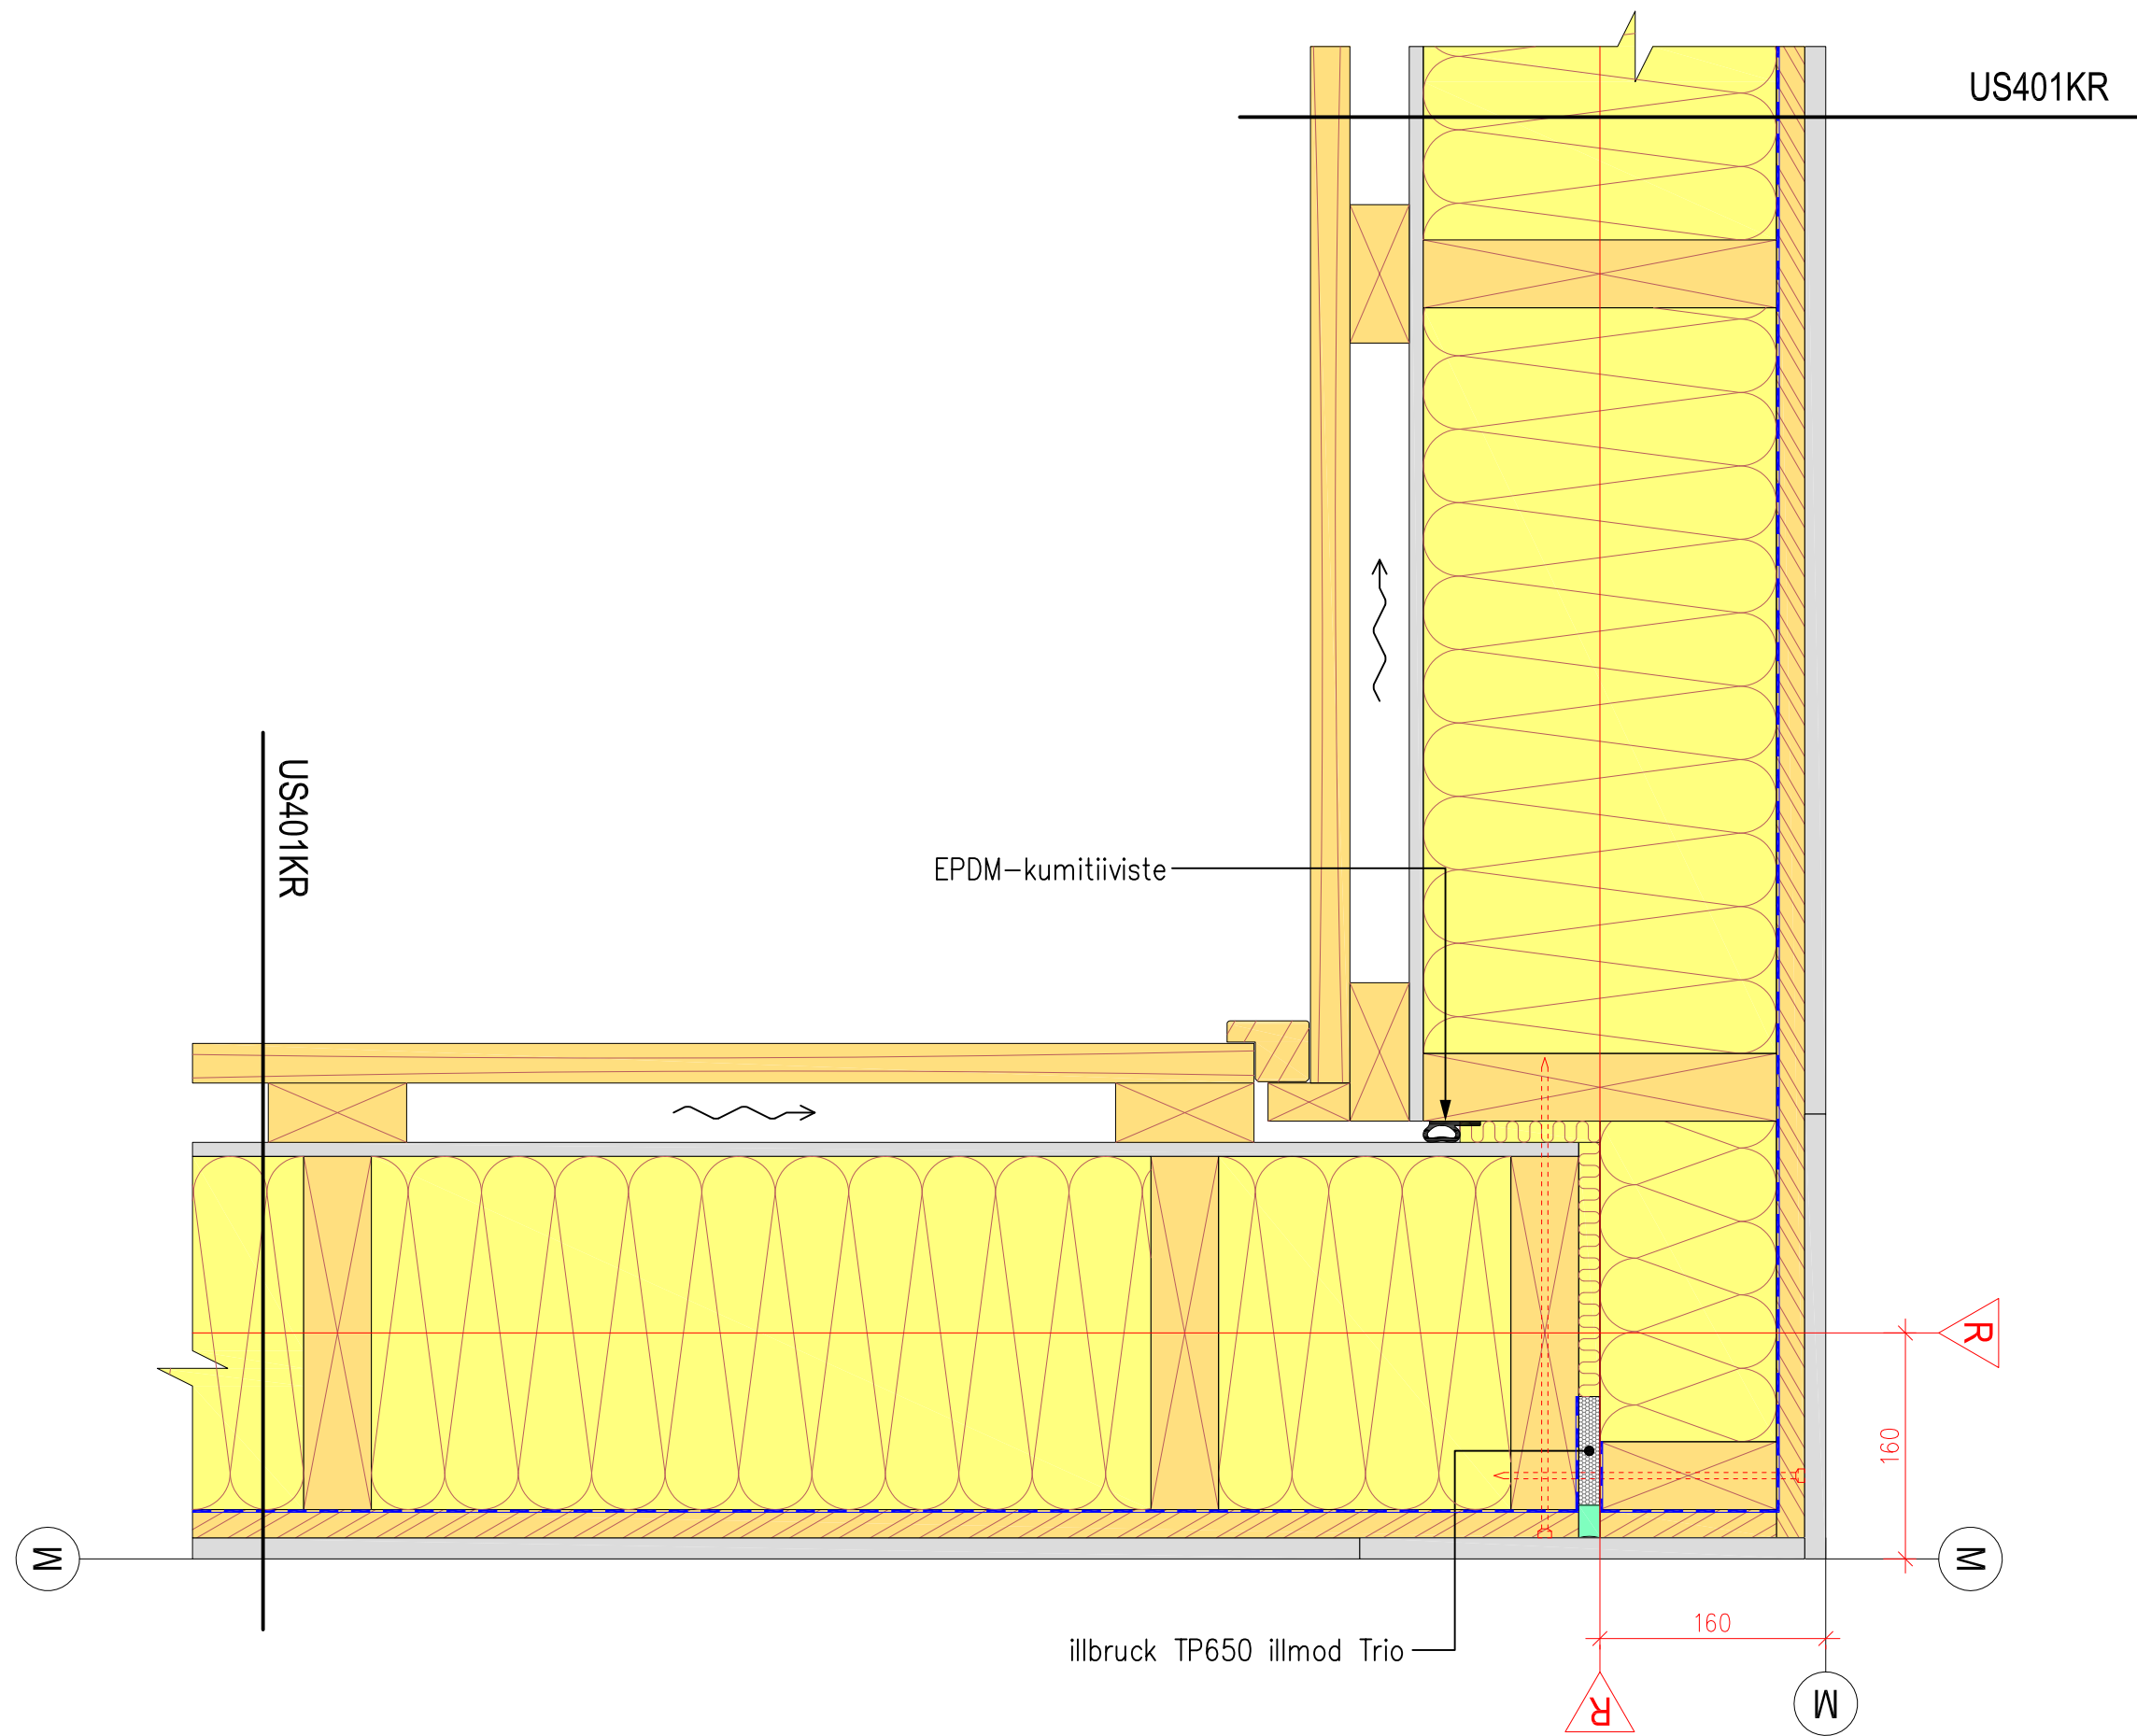 US401KR
US401KR
EPDM-kumitiiviste
R
160
M
M
160
illbruck TP650 illmod Trio
R
M